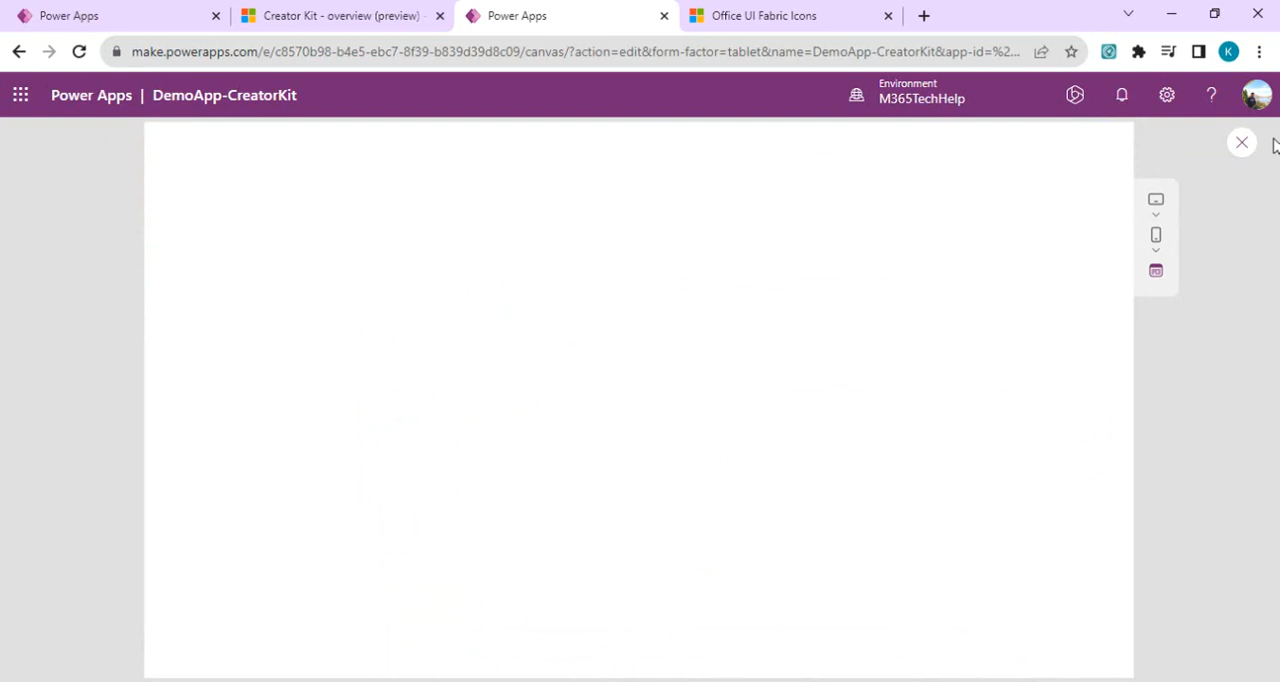 Power Apps
Creator Kit - overview (preview) -
Power Apps
Office UI Fabric Icons
make.powerapps.com/e/c8570b98-b4e5-ebc7-8f39-b839d39d8c09/canvas/?action=edit&form-factor=tablet&name=DemoApp-CreatorKit&app-id=%2...
K
Power Apps | DemoApp-CreatorKit
Environment
M365TechHelp